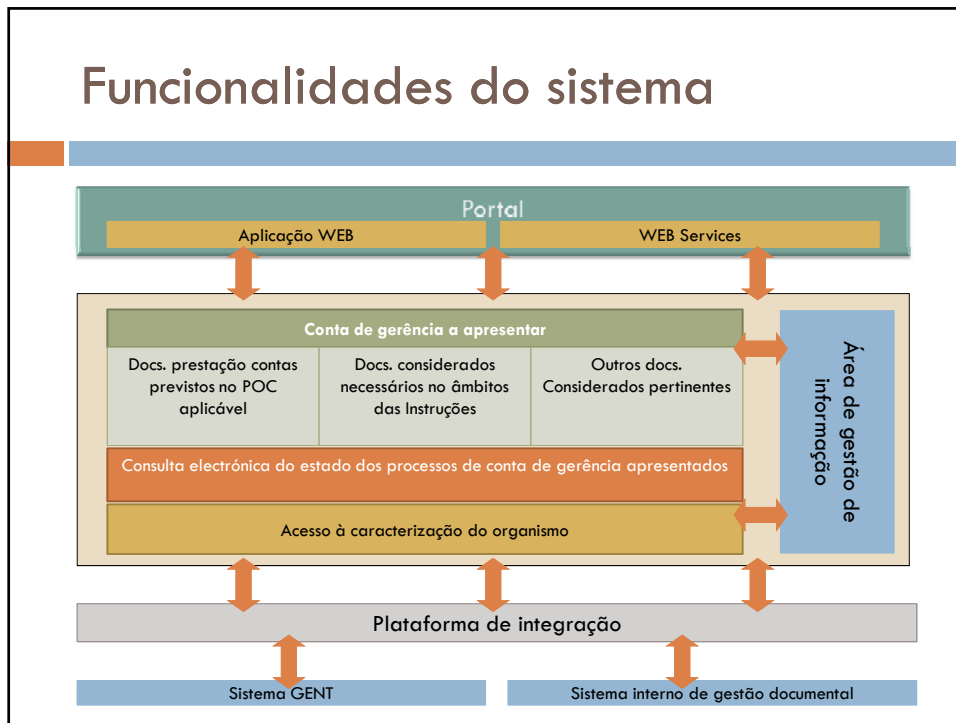 Funcionalidades do sistema
Portal
Aplicação WEB
WEB Services
Conta de gerência a apresentar
Docs. prestação contas
previstos no POC
aplicável
Docs. considerados
necessários no âmbitos
das Instruções
Outros docs.
Considerados pertinentes
Consulta electrónica do estado dos processos de conta de gerência apresentados
Acesso à caracterização do organismo
Área de gestão de
informação
Plataforma de integração
Sistema GENT
Sistema interno de gestão documental